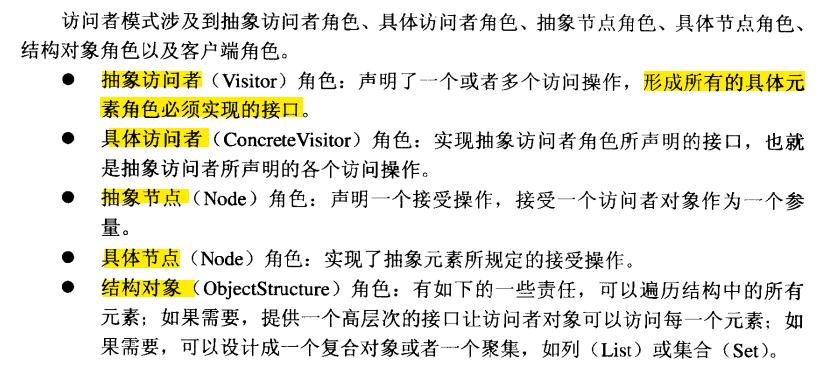 访问者模式涉及到抽象访问者角色、具体访问者角色、抽象节点角色、具体节点角色、
结构对象角色以及客户端角色。
● 抽象访问者（Visitor）角色：声明了一个或者多个访问操作，形成所有的具体元
素角色必须实现的接口。
● 具体访问者（ConcreteVisitor）角色：实现抽象访问者角色所声明的接口，也就
是抽象访问者所声明的各个访问操作。
● 抽象节点（Node）角色：声明一个接受操作，接受一个访问者对象作为一个参
量。
● 具体节点（Node）角色：实现了抽象元素所规定的接受操作。
● 结构对象（ObjectStructure）角色：有如下的一些责任，可以遍历结构中的所有
元素；如果需要，提供一个高层次的接口让访问者对象可以访问每一个元素；如
果需要，可以设计成一个复合对象或者一个聚集，如列（List）或集合（Set）。